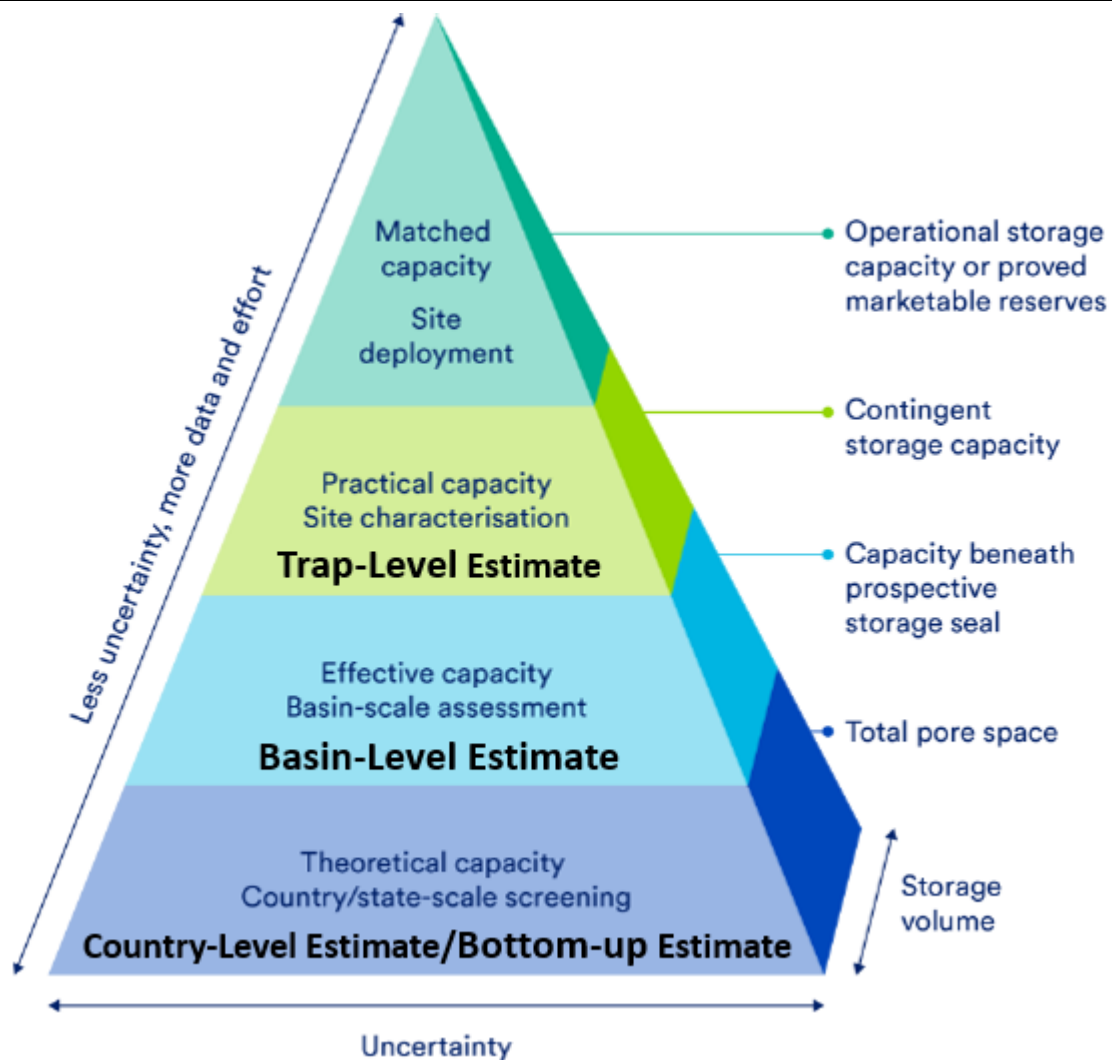 Less uncertainty, more data and effort
Matched
capacity
Site
deployment
Operational storage
capacity or proved
marketable reserves
Practical capacity
Site characterisation
Trap-Level Estimate
Contingent
storage capacity
Effective capacity
Basin-scale assessment
Basin-Level Estimate
Capacity beneath
prospective
storage seal
Theoretical capacity
Country/state-scale screening
Country-Level Estimate/Bottom-up Estimate
Total pore space
Storage
volume
Uncertainty